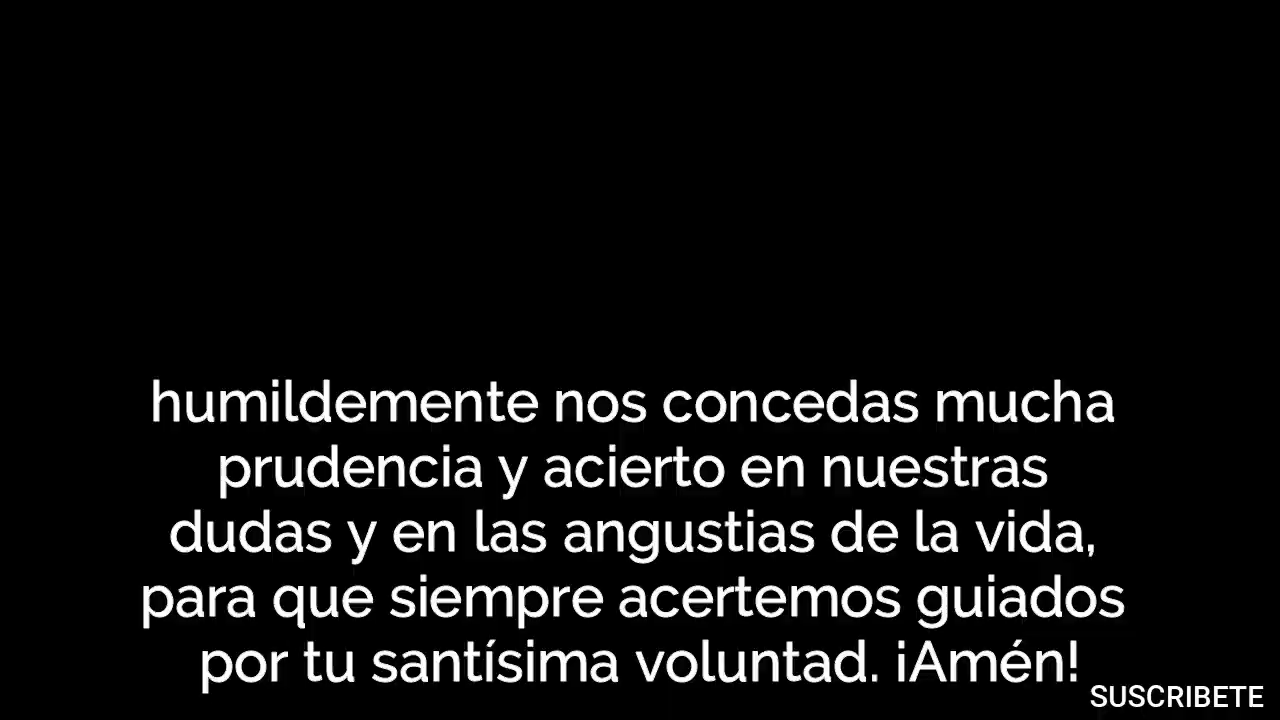 humildemente nos concedas mucha
prudencia y acierto en nuestras
dudas y en las angustias de la vida,
para que siempre acertemos guiados
por tu santísima voluntad. ¡Amén!
SUSCRIBETE